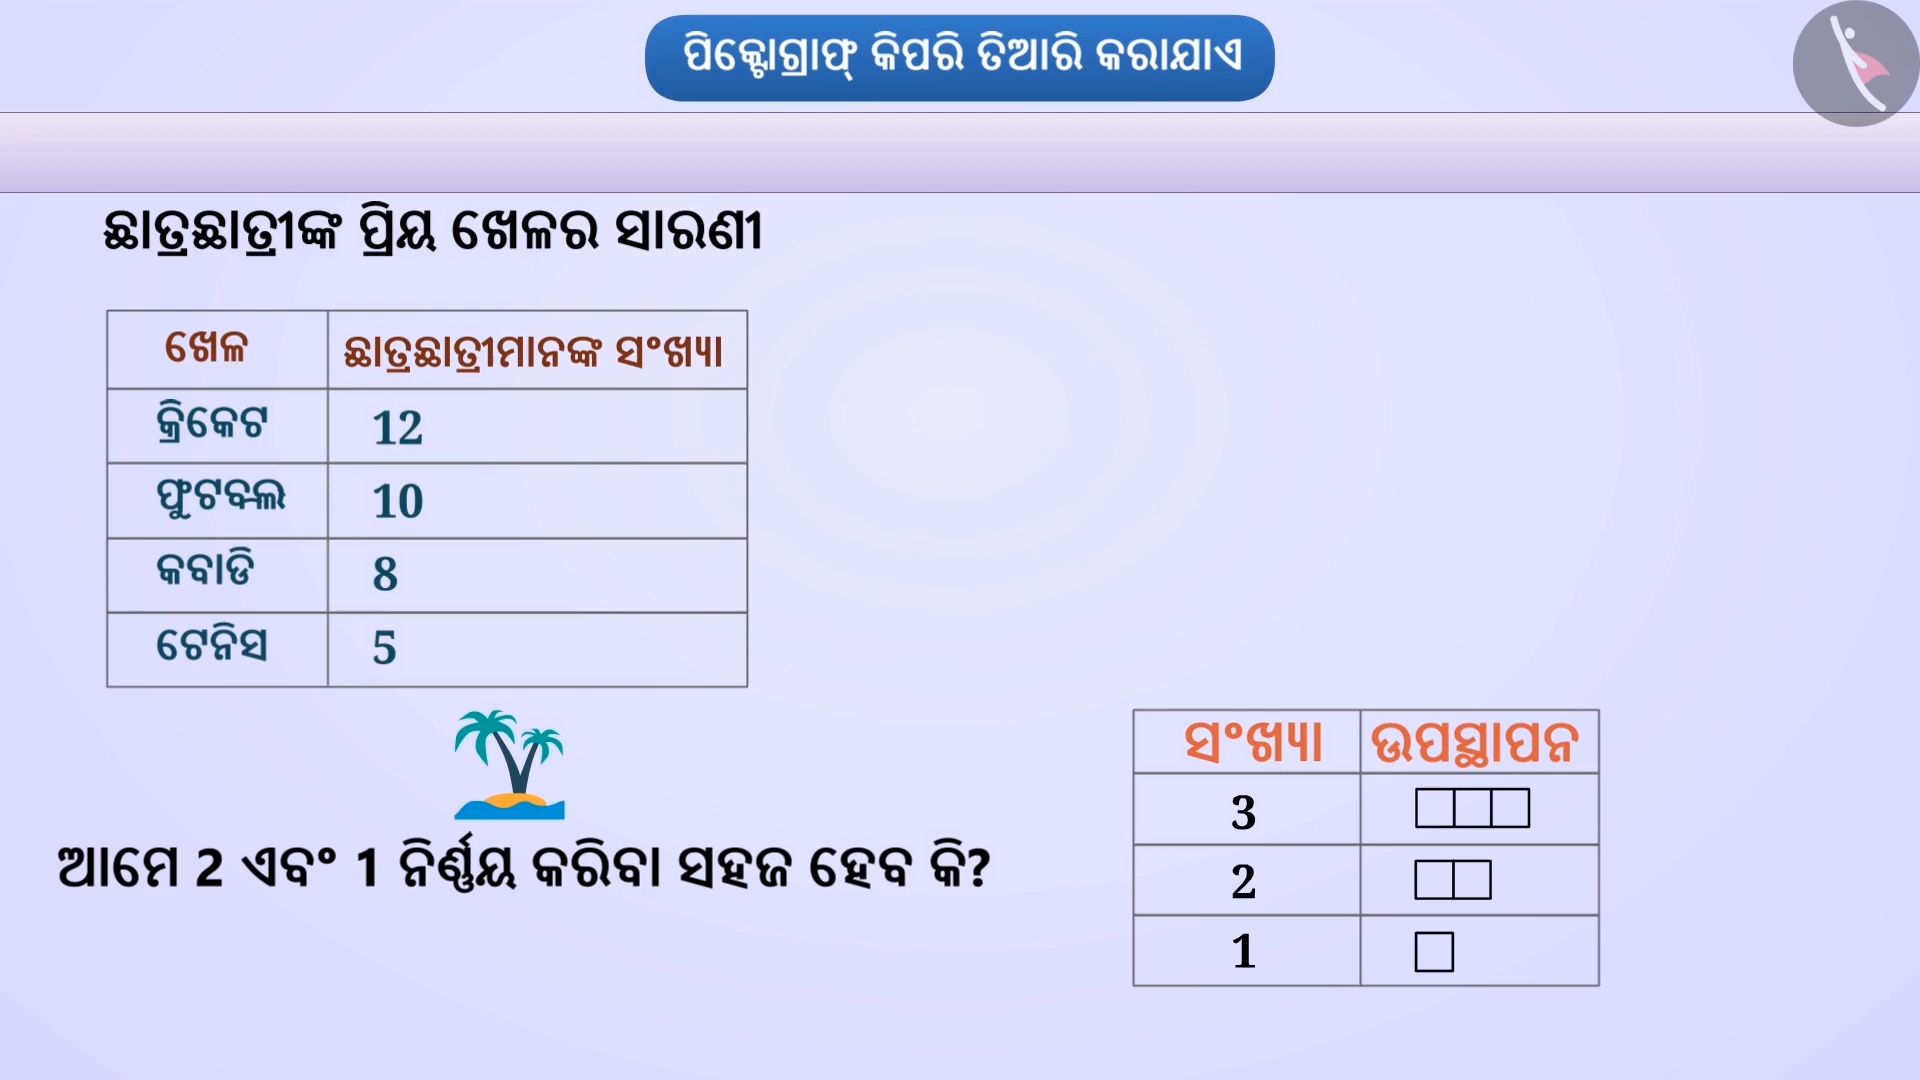 ପିକ୍ଟୋଗ୍ରାଫ୍ କିପରି ତିଆରି କରାଯାଏ
ଛାତ୍ରଛାତ୍ରୀଙ୍କ ପ୍ରିୟ ଖେଳର ସାରଣୀ
ଖେଳ ଛାତ୍ରଛାତ୍ରୀମାନଙ୍କ ସଂଖ୍ୟା
କ୍ରିକେଟ 12
ଫୁଟବଲ 10
କବାଡି 8
ଟେନିସ 5
ସଂଖ୍ୟା ଉପସ୍ଥାପନ
3
2
1
ଆମେ 2 ଏବଂ 1 ନିର୍ଣ୍ଣୟ କରିବା ସହଜ ହେବ କି?